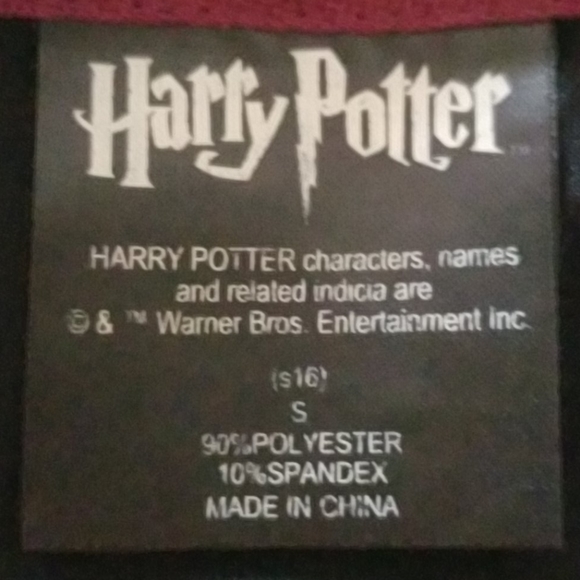 Harry Potter™
HARRY POTTER characters, names
and related indicia are
© & ™ Warner Bros. Entertainment Inc.
(s16)
S
90%POLYESTER
10%SPANDEX
MADE IN CHINA